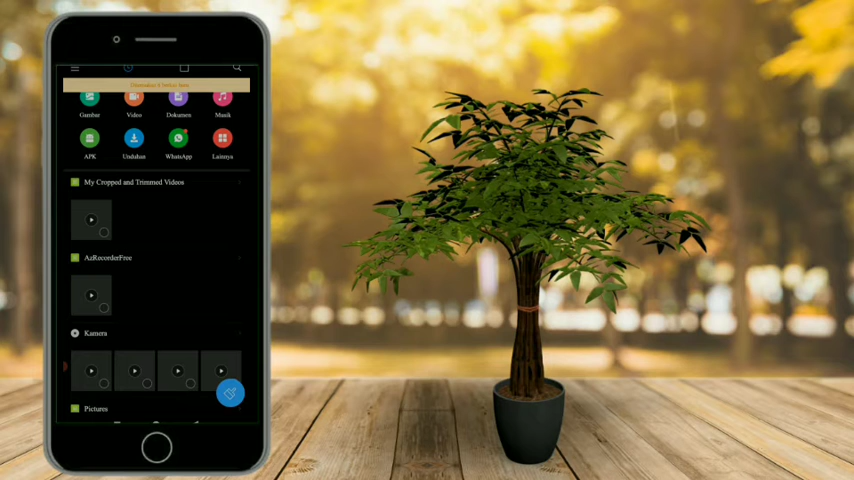 Gambar Video Dokumen Musik
APK Unduhan WhatsApp Lainnya
My Cropped and Trimmed Videos
AzRecorderFree
Kamera
Pictures